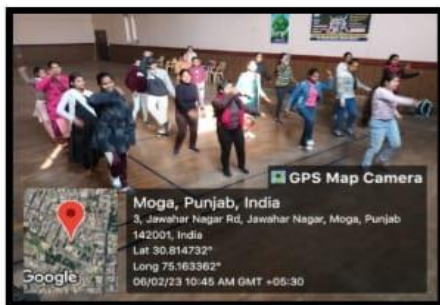 GPS Map Camera
Moga, Punjab, India
3, Jawahar Nagar Rd, Jawahar Nagar, Moga, Punjab
142001, India
Lat 30.814732°
Long 75.163362°
06/02/23 10:45 AM GMT +05:30
Google